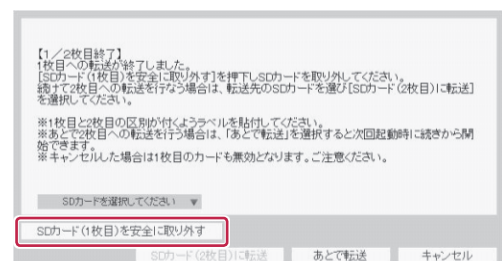 【1／2枚目終了】
1枚目への転送が終了しました。
[SDカード(1枚目)を安全に取り外す]を押下しSDカードを取り外してください。
続けて2枚目への転送を行なう場合は、転送先のSDカードを選び[SDカード(2枚目)に転送]
を選択してください。
※1枚目と2枚目の区別が付くようラベルを貼付してください。
※あとで2枚目への転送を行う場合は、「あとで転送」を選択すると次回起動時に続きから開
始できます。
※キャンセルした場合は1枚目のカードも無効となります。ご注意ください。
SDカードを選択してください ▼
SDカード(1枚目)を安全に取り外す
SDカード(2枚目)に転送 あとで転送 キャンセル